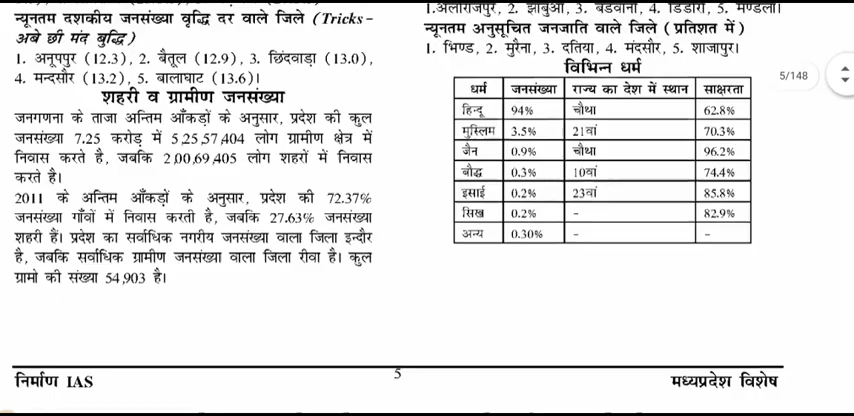 न्यूनतम दशकीय जनसंख्या वृद्धि दर वाले जिले (Tricks-
अबे छी मंद बुद्धि)
1. अनूपपुर (12.3), 2. बैतूल (12.9), 3. छिंदवाड़ा (13.0),
4. मन्दसौर (13.2), 5. बालाघाट (13.6)।
शहरी व ग्रामीण जनसंख्या
जनगणना के ताजा अन्तिम आँकड़ों के अनुसार, प्रदेश की कुल
जनसंख्या 7.25 करोड़ में 5,25,57,404 लोग ग्रामीण क्षेत्र में
निवास करते है, जबकि 2,00,69,405 लोग शहरों में निवास
करते है।
2011 के अन्तिम आँकड़ों के अनुसार, प्रदेश की 72.37%
जनसंख्या गाँवों में निवास करती है, जबकि 27.63% जनसंख्या
शहरी हैं। प्रदेश का सर्वाधिक नगरीय जनसंख्या वाला जिला इन्दौर
है, जबकि सर्वाधिक ग्रामीण जनसंख्या वाला जिला रीवा है। कुल
ग्रामो की संख्या 54,903 है।
1.अलीराजपुर, 2. झाबुआ, 3. बड़वानी, 4. डिंडोरी, 5. मण्डला।
न्यूनतम अनुसूचित जनजाति वाले जिले (प्रतिशत में)
1. भिण्ड, 2. मुरैना, 3. दतिया, 4. मंदसौर, 5. शाजापुर।
विभिन्न धर्म
धर्म जनसंख्या राज्य का देश में स्थान साक्षरता
हिन्दू 94% चौथा 62.8%
मुस्लिम 3.5% 21वां 70.3%
जैन 0.9% चौथा 96.2%
बौद्ध 0.3% 10वां 74.4%
इसाई 0.2% 23वां 85.8%
सिख 0.2% - 82.9%
अन्य 0.30% - -
5/148
निर्माण IAS
5
मध्यप्रदेश विशेष